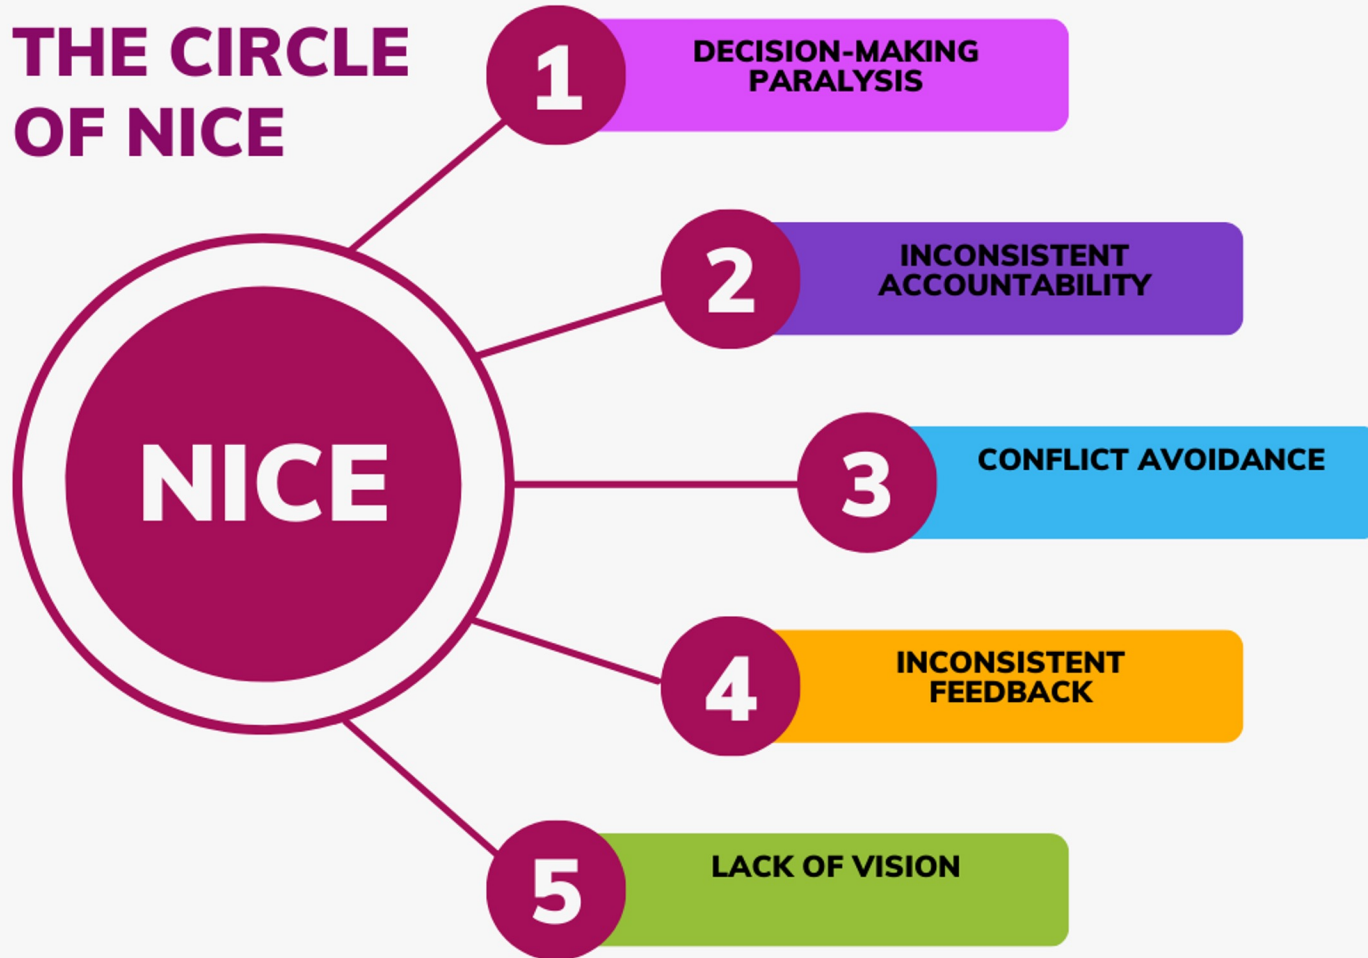 THE CIRCLE
OF NICE
NICE
1
DECISION-MAKING
PARALYSIS
2
INCONSISTENT
ACCOUNTABILITY
3
CONFLICT AVOIDANCE
4
INCONSISTENT
FEEDBACK
5
LACK OF VISION